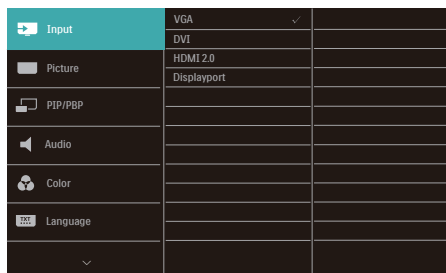 Input
VGA
DVI
HDMI 2.0
Displayport
Picture
PIP/PBP
Audio
Color
TXT
Language